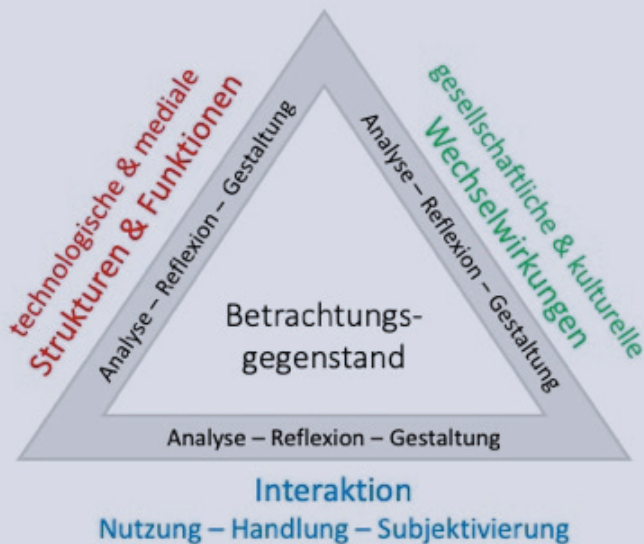 technologische & mediale
Strukturen & Funktionen
Analyse – Reflexion – Gestaltung
gesellschaftliche & kulturelle
Wechselwirkungen
Analyse – Reflexion – Gestaltung
Betrachtungs-
gegenstand
Analyse – Reflexion – Gestaltung
Interaktion
Nutzung – Handlung – Subjektivierung